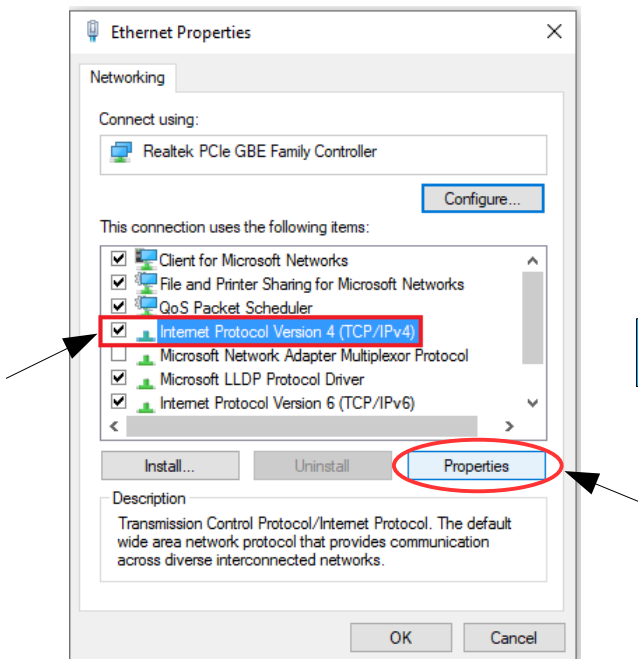 Ethernet Properties
Networking
Connect using:
Realtek PCIe GBE Family Controller
Configure...
This connection uses the following items:
Client for Microsoft Networks
File and Printer Sharing for Microsoft Networks
QoS Packet Scheduler
Internet Protocol Version 4 (TCP/IPv4)
Microsoft Network Adapter Multiplexor Protocol
Microsoft LLDP Protocol Driver
Internet Protocol Version 6 (TCP/IPv6)
Install...
Uninstall
Properties
Description
Transmission Control Protocol/Internet Protocol. The default
wide area network protocol that provides communication
across diverse interconnected networks.
OK
Cancel